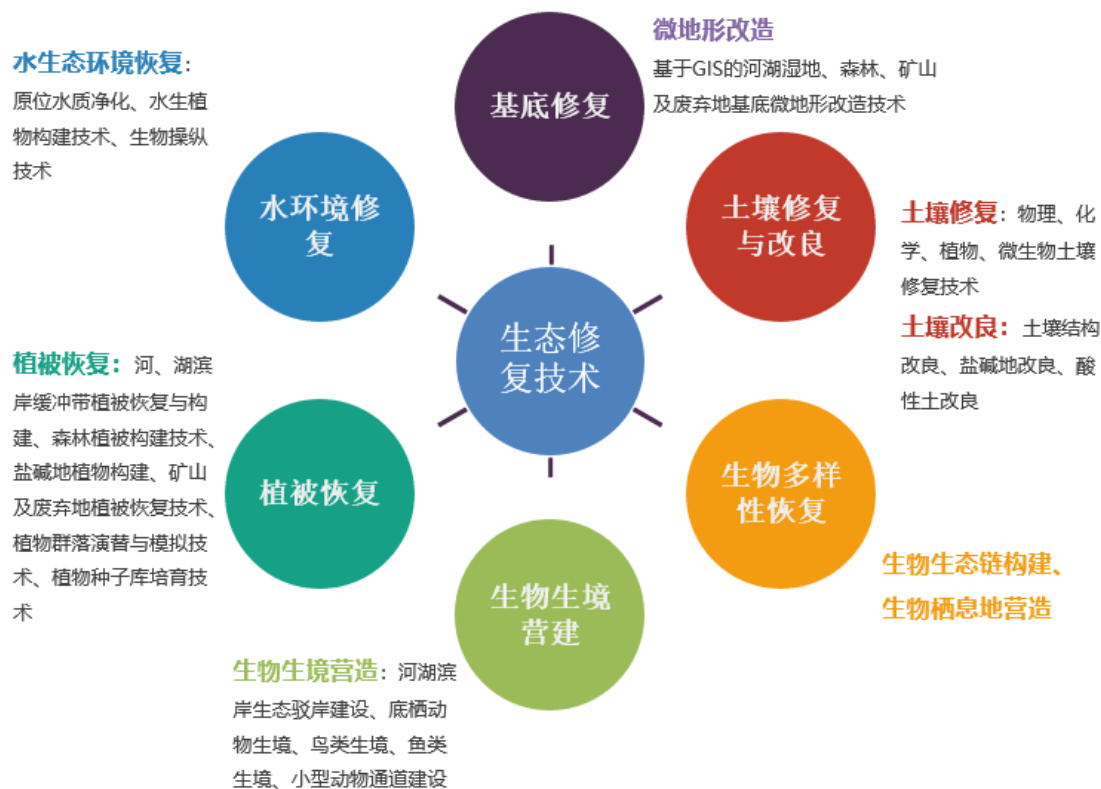 微地形改造
基于GIS的河湖湿地、森林、矿山
及废弃地基底微地形改造技术
基底修复
水生态环境恢复：
原位水质净化、水生植
物构建技术、生物操纵
技术
水环境修
复
土壤修复
与改良
土壤修复：物理、化
学、植物、微生物土壤
修复技术
土壤改良：土壤结构
改良、盐碱地改良、酸
性土改良
生态修
复技术
植被恢复：河、湖滨
岸缓冲带植被恢复与构
建、森林植被构建技术、
盐碱地植物构建、矿山
及废弃地植被恢复技术、
植物群落演替与模拟技
术、植物种子库培育技
术
植被恢复
生物多样
性恢复
生物生态链构建、
生物栖息地营造
生物生境
营建
生物生境营造：河湖滨
岸生态驳岸建设、底栖动
物生境、鸟类生境、鱼类
生境、小型动物通道建设